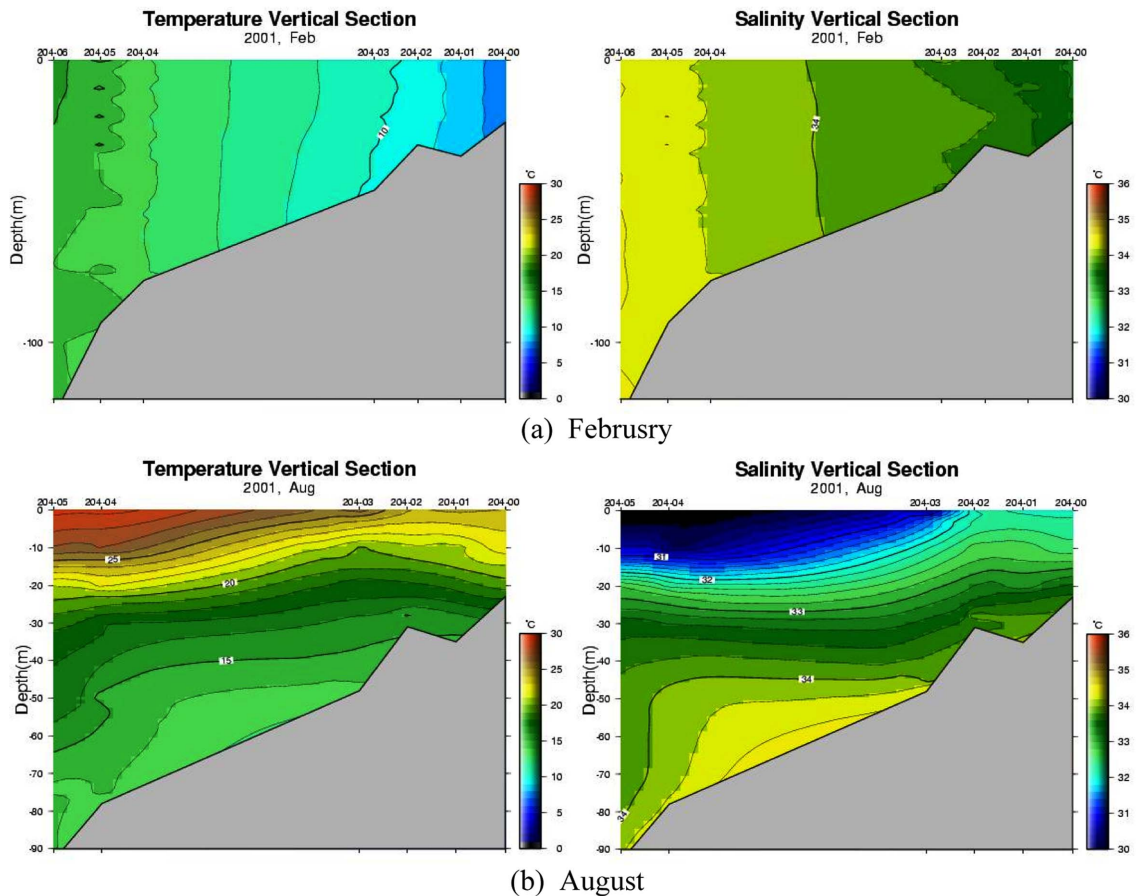 Temperature Vertical Section
2001, Feb
204-06 204-05 204-04 204-03 204-02 204-01 204-00
0
10
Depth(m)
-100
°C
30
25
20
15
10
5
0
Salinity Vertical Section
2001, Feb
204-06 204-05 204-04 204-03 204-02 204-01 204-00
0
34
Depth(m)
-100
°C
36
35
34
33
32
31
30
(a) Februsry
Temperature Vertical Section
2001, Aug
204-05 204-04 204-03 204-02 204-01 204-00
0
-10
-20
-30
-40
-50
-60
-70
-80
-90
Depth(m)
25
20
15
°C
30
25
20
15
10
5
0
Salinity Vertical Section
2001, Aug
204-05 204-04 204-03 204-02 204-01 204-00
0
-10
-20
-30
-40
-50
-60
-70
-80
-90
Depth(m)
31
32
33
34
34
°C
36
35
34
33
32
31
30
(b) August